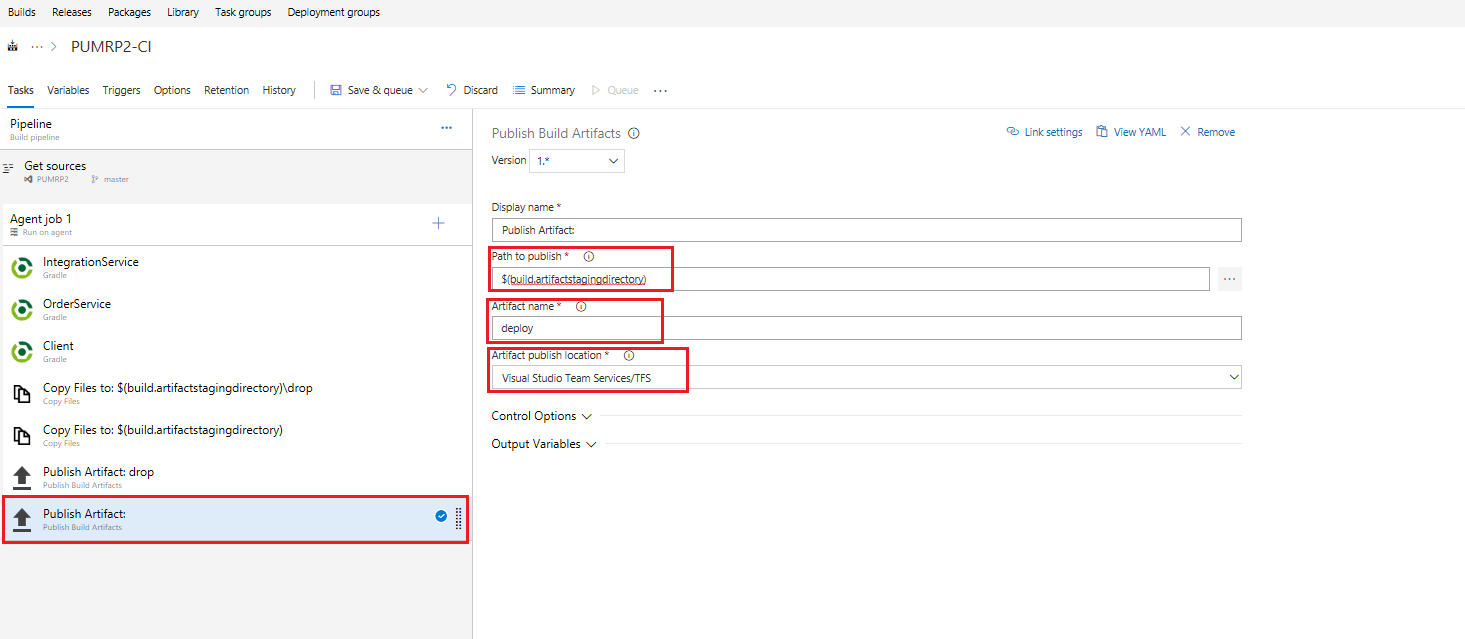 Builds Releases Packages Library Task groups Deployment groups
··· > PUMRP2-CI
Tasks Variables Triggers Options Retention History Save & queue Discard Summary Queue ···
Pipeline ···
Build pipeline
Get sources
PUMRP2 master
Agent job 1 +
Run on agent
IntegrationService
Gradle
OrderService
Gradle
Client
Gradle
Copy Files to: $(build.artifactstagingdirectory)\drop
Copy Files
Copy Files to: $(build.artifactstagingdirectory)
Copy Files
Publish Artifact: drop
Publish Build Artifacts
Publish Artifact:
Publish Build Artifacts
Publish Build Artifacts Link settings View YAML Remove
Version 1.*
Display name *
Publish Artifact:
Path to publish *
$(build.artifactstagingdirectory) ···
Artifact name *
deploy
Artifact publish location *
Visual Studio Team Services/TFS
Control Options
Output Variables